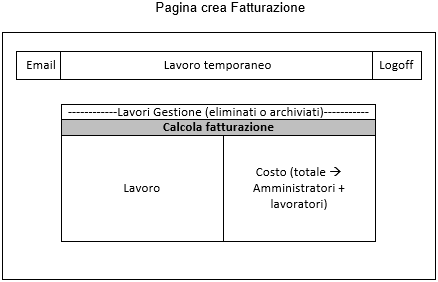 Pagina crea Fatturazione
Email Lavoro temporaneo Logoff
------------Lavori Gestione (eliminati o archiviati)-----------
Calcola fatturazione
Lavoro
Costo (totale →
Amministratori +
lavoratori)